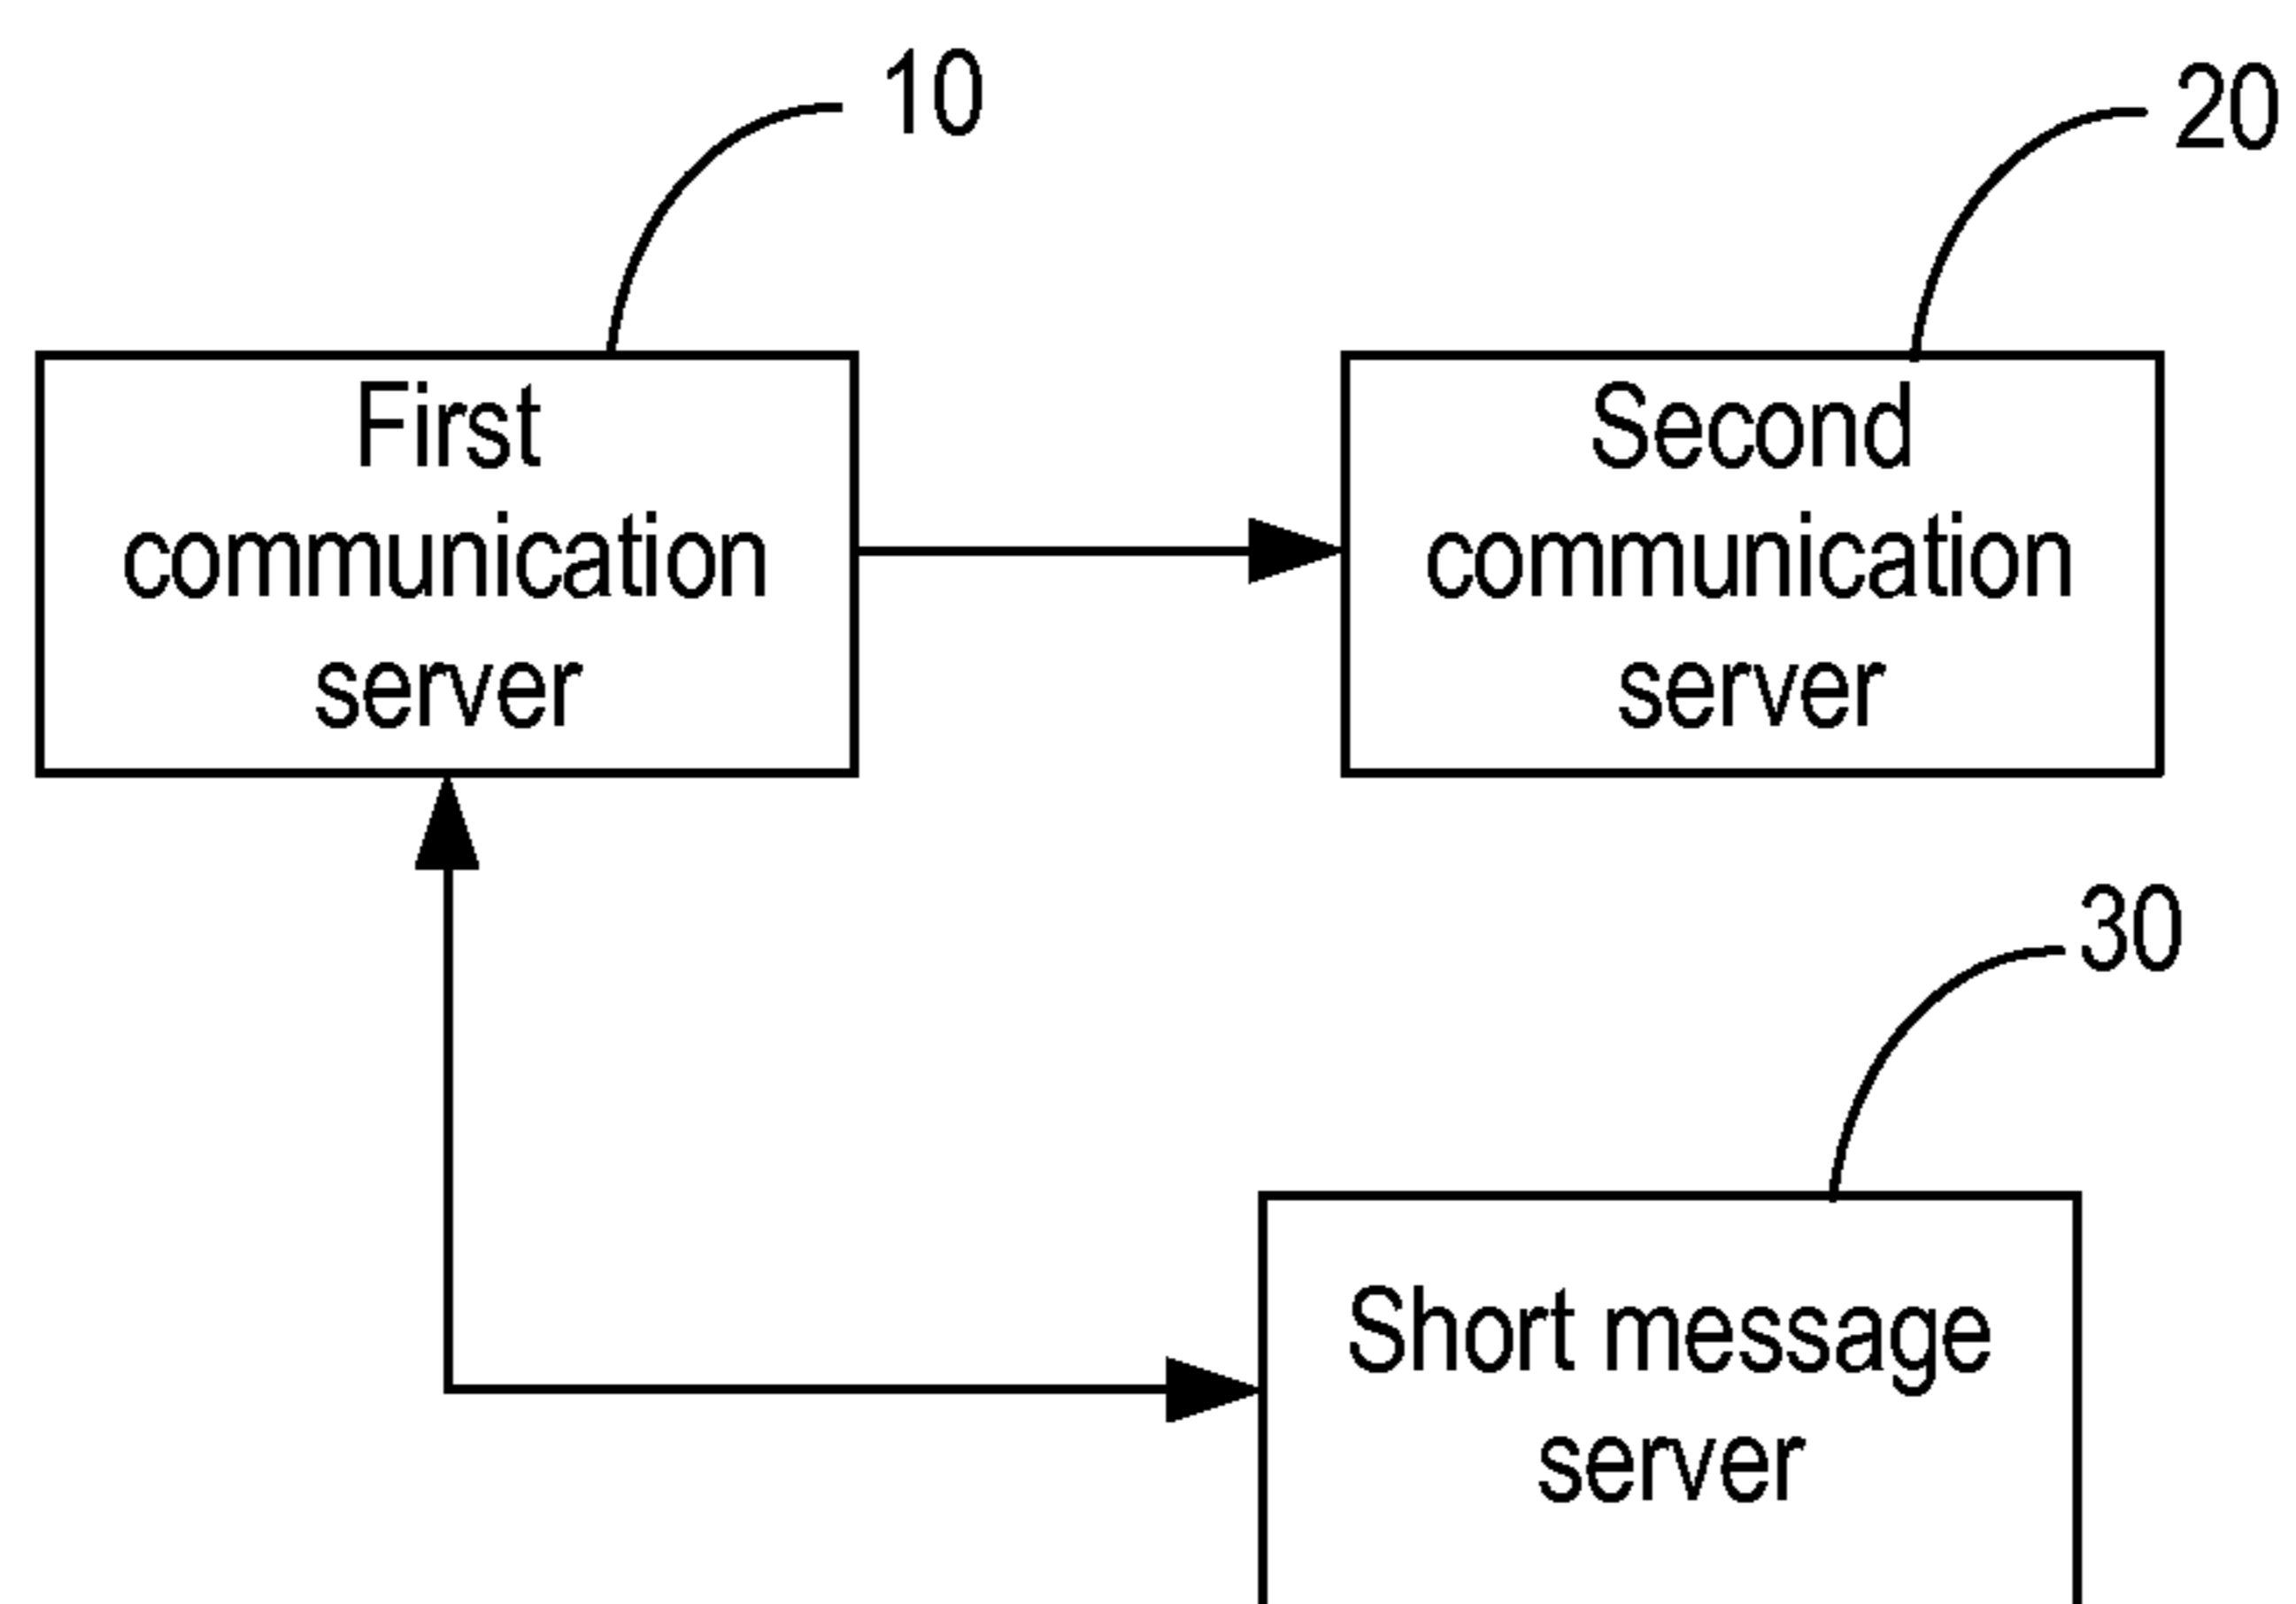 10
20
First
communication
server
Second
communication
server
30
Short message
server